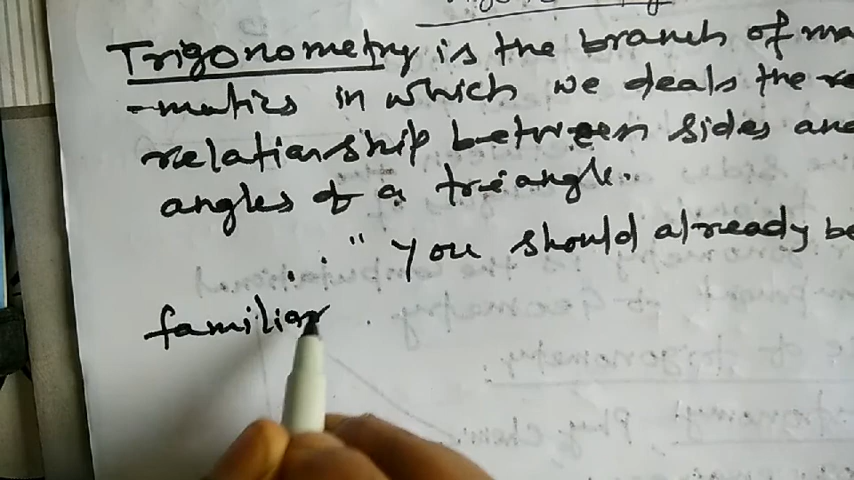 Trigonometry is the branch of ma
-matics in which we deals the re
relationship between sides and
angles of a triangle.
" you should already be
familiar